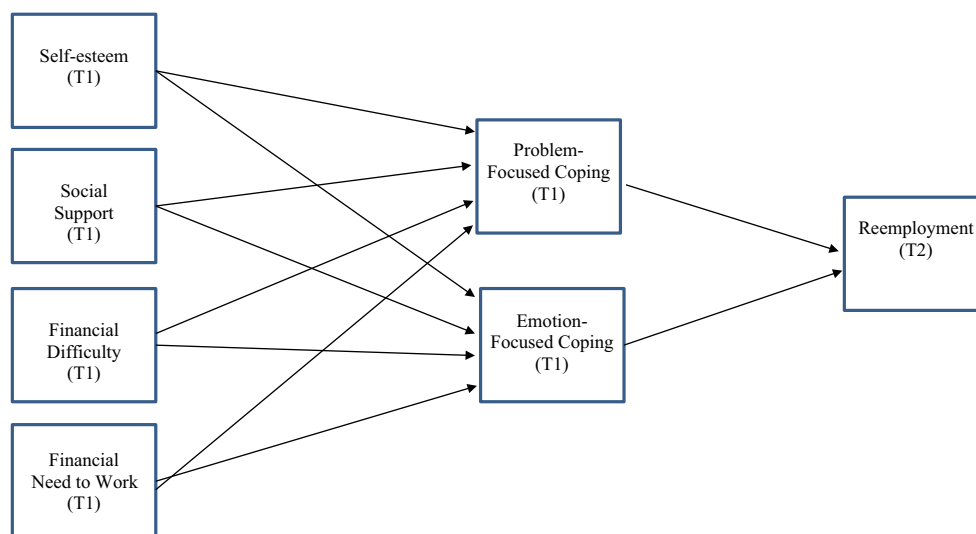 Self-esteem
(T1)
Social
Support
(T1)
Financial
Difficulty
(T1)
Financial
Need to Work
(T1)
Problem-
Focused Coping
(T1)
Emotion-
Focused Coping
(T1)
Reemployment
(T2)